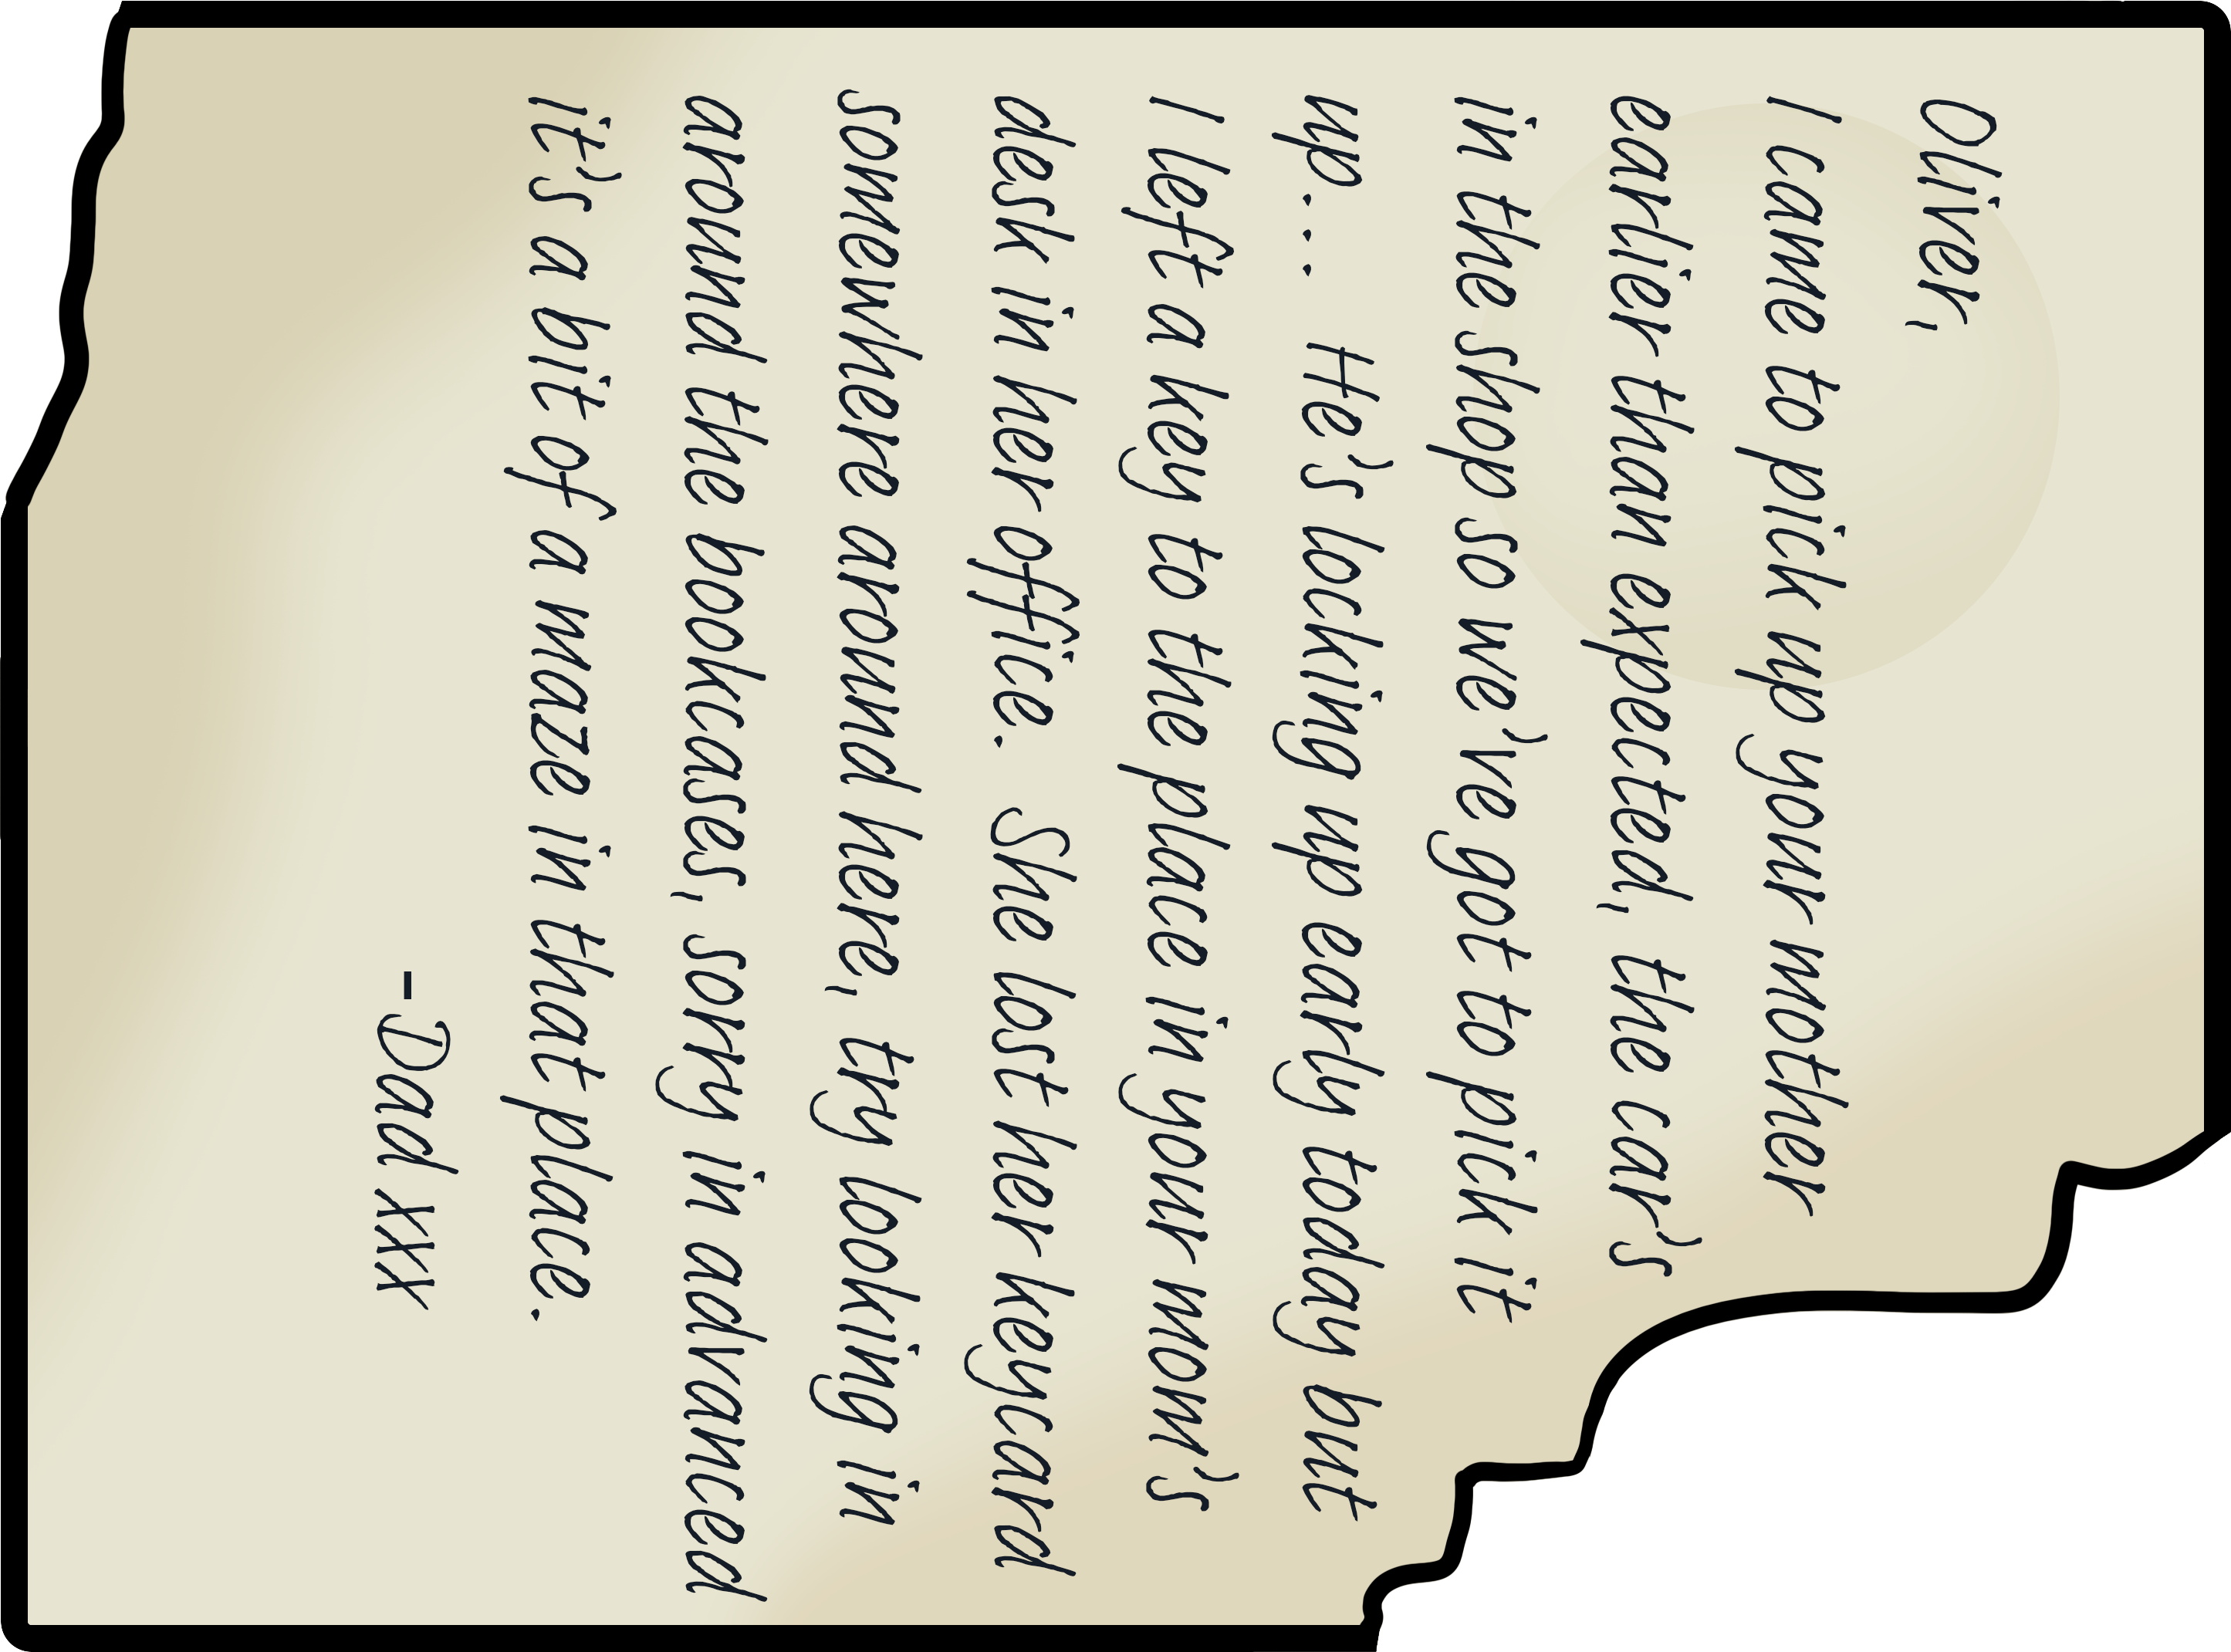 Oliver,
I came to pick up your mother
earlier than expected, the car's
in the shop so we've got to pick it
up... He's locking up early today but
I left a key to the place in your mom's
desk in her office. She lost her keycard
somewhere around here, try looking in
around the bookcases, sorry in advanced
it's a bit of a maze in that place.
- Dad xxx